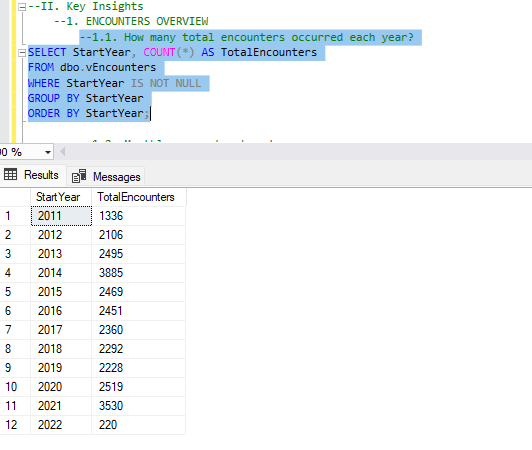 --II. Key Insights
--1. ENCOUNTERS OVERVIEW
--1.1. How many total encounters occurred each year?
SELECT StartYear, COUNT(*) AS TotalEncounters
FROM dbo.vEncounters
WHERE StartYear IS NOT NULL
GROUP BY StartYear
ORDER BY StartYear;
00 %
Results Messages
StartYear TotalEncounters
1 2011 1336
2 2012 2106
3 2013 2495
4 2014 3885
5 2015 2469
6 2016 2451
7 2017 2360
8 2018 2292
9 2019 2228
10 2020 2519
11 2021 3530
12 2022 220